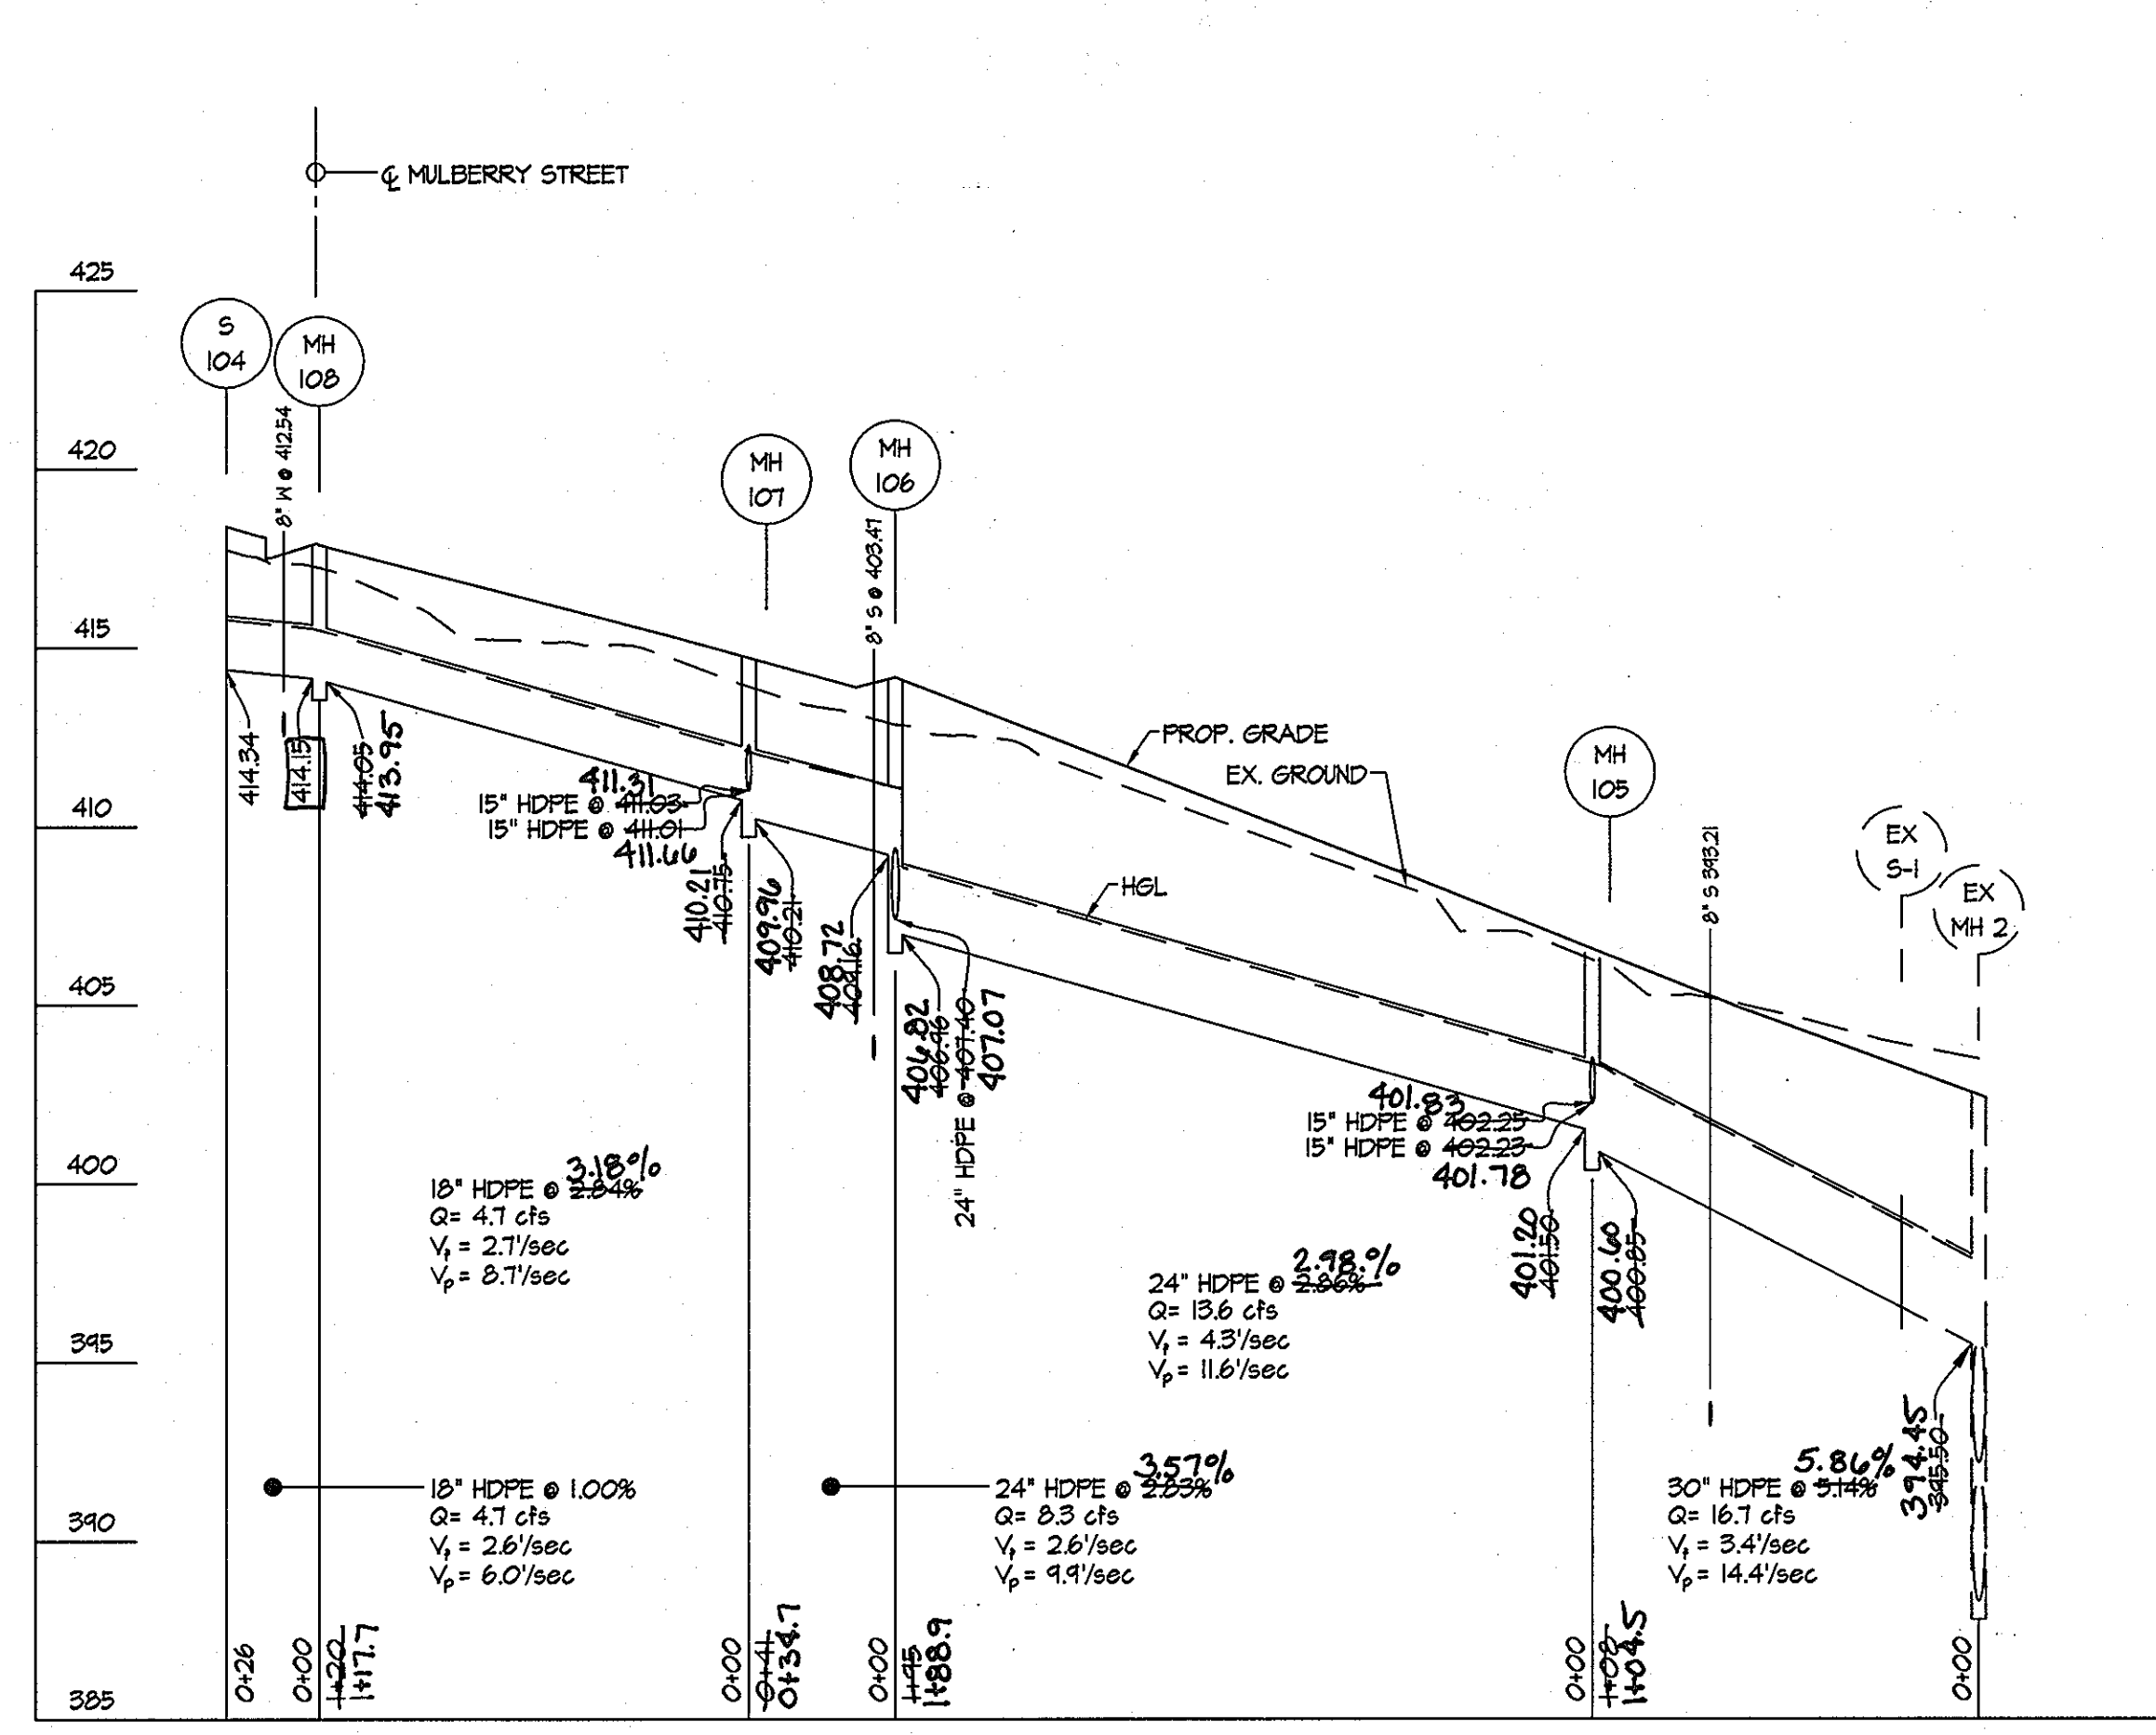 ℄ MULBERRY STREET
425
420
415
410
405
400
395
390
385
S
104
MH
108
MH
107
MH
106
MH
105
EX
S-1
EX
MH 2
8" W @ 412.54
8" S @ 403.47
8" S 393.21
PROP. GRADE
EX. GROUND
HGL
414.34
414.15
414.05
413.95
411.31
15" HDPE @ 411.03
15" HDPE @ 411.01
411.66
410.21
410.75
409.96
410.21
408.72
409.16
406.82
406.96
24" HDPE @ 407.40
407.07
401.83
15" HDPE @ 402.25
15" HDPE @ 402.23
401.78
401.20
401.50
400.60
400.85
394.45
395.50
3.18%
18" HDPE @ 2.84%
Q= 4.7 cfs
Vf = 2.7'/sec
Vp = 8.7'/sec
2.98%
24" HDPE @ 2.86%
Q= 13.6 cfs
Vf = 4.3'/sec
Vp = 11.6'/sec
18" HDPE @ 1.00%
Q= 4.7 cfs
Vf = 2.6'/sec
Vp = 6.0'/sec
3.57%
24" HDPE @ 2.83%
Q= 8.3 cfs
Vf = 2.6'/sec
Vp = 9.9'/sec
5.86%
30" HDPE @ 5.14%
Q= 16.7 cfs
Vf = 3.4'/sec
Vp = 14.4'/sec
0+26
0+00
1+20
1+17.7
0+00
0+41
0+34.7
0+00
1+95
1+88.9
0+00
1+08
1+04.5
0+00